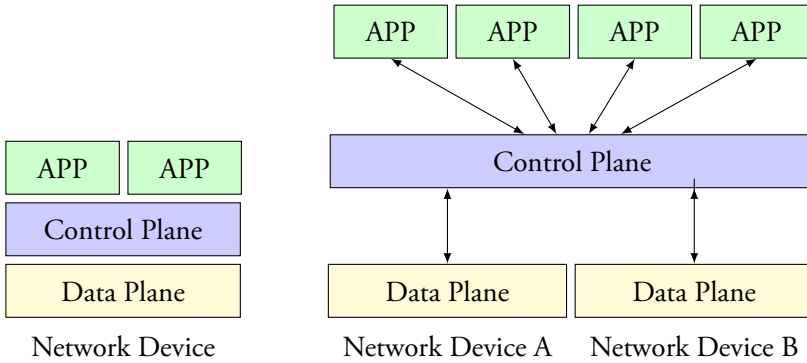 APP APP APP APP
Control Plane
APP APP
Control Plane
Data Plane
Network Device
Data Plane Data Plane
Network Device A Network Device B